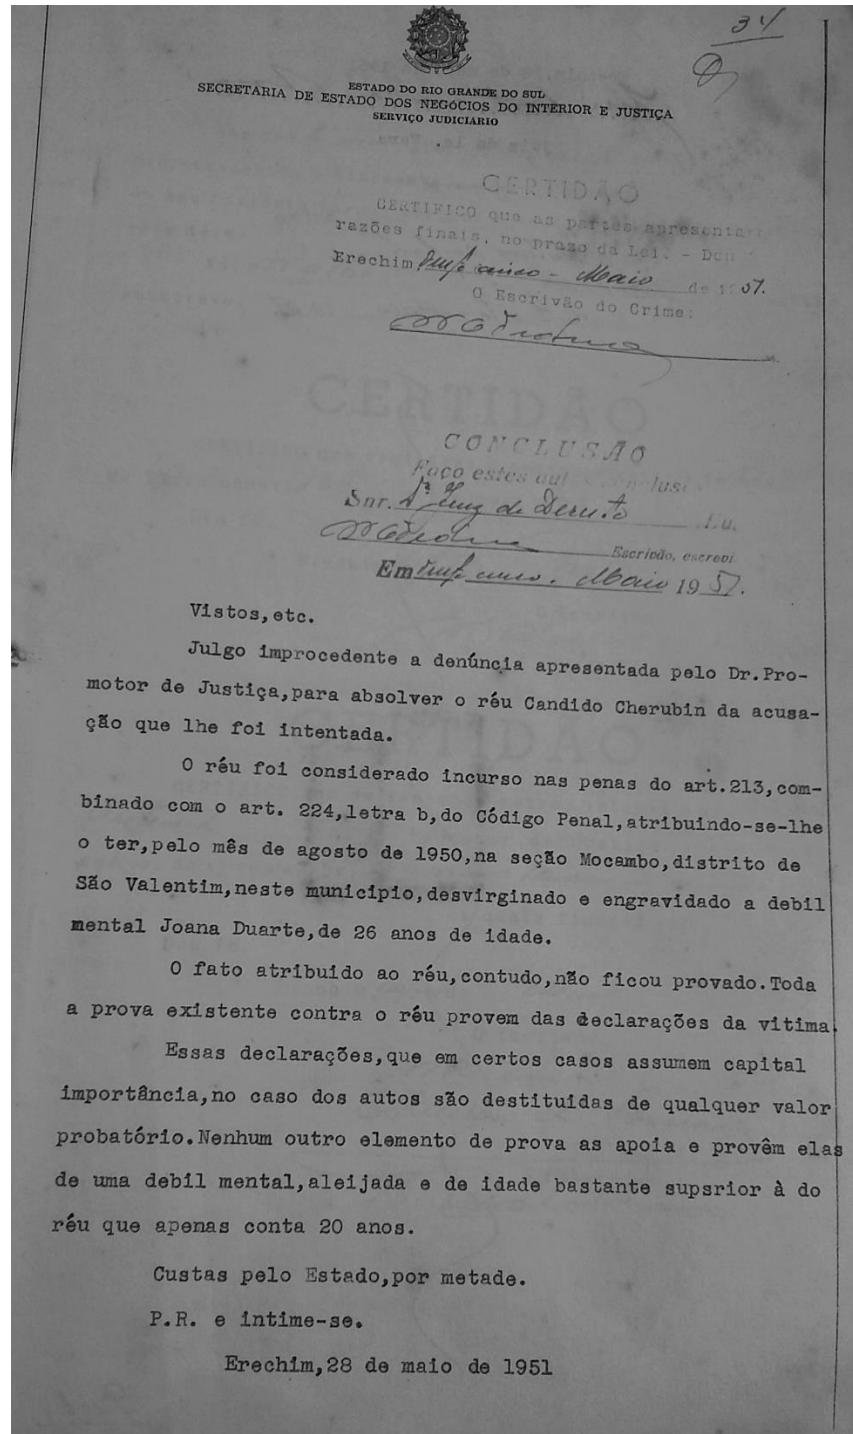 34
ESTADO DO RIO GRANDE DO SUL
SECRETARIA DE ESTADO DOS NEGÓCIOS DO INTERIOR E JUSTIÇA
SERVIÇO JUDICIARIO
CERTIDÃO
CERTIFICO que as partes apresenta
razões finais, no prazo da Lei. - Dou
Erechim cinco - Maio de 1951.
O Escrivão do Crime:
CERTIDÃO
CONCLUSÃO
Faço estes
Snr. Dr. Juiz de Direito Eu.
Escrivão, escrevi.
Em Maio 1951.
Vistos,etc.
Julgo improcedente a denúncia apresentada pelo Dr.Pro-
motor de Justiça,para absolver o réu Candido Cherubin da acusa-
ção que lhe foi intentada.
O réu foi considerado incurso nas penas do art.213,com-
binado com o art. 224,letra b,do Código Penal,atribuindo-se-lhe
o ter,pelo mês de agosto de 1950,na seção Mocambo,distrito de
São Valentim,neste municipio,desvirginado e engravidado a debil
mental Joana Duarte,de 26 anos de idade.
O fato atribuido ao réu,contudo,não ficou provado.Toda
a prova existente contra o réu provem das declarações da vitima
Essas declarações,que em certos casos assumem capital
importância,no caso dos autos são destituidas de qualquer valor
probatório.Nenhum outro elemento de prova as apoia e provêm elas
de uma debil mental,aleijada e de idade bastante supsrior à do
réu que apenas conta 20 anos.
Custas pelo Estado,por metade.
P.R. e intime-se.
Erechim,28 de maio de 1951